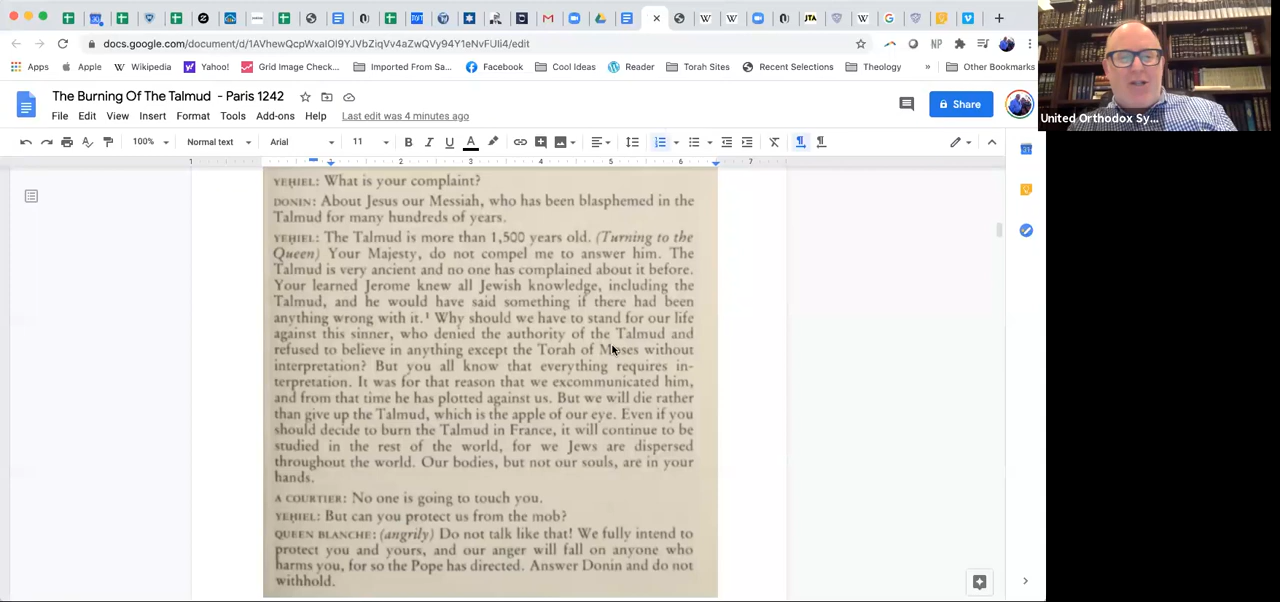 docs.google.com/document/d/1AVhewQcpWxaIOl9YJVbZiqVv4aZwQVy94Y1eNvFUIi4/edit
NP
Apps Apple Wikipedia Yahoo! Grid Image Check... Imported From Sa... Facebook Cool Ideas Reader Torah Sites Recent Selections Theology » Other Bookmarks
The Burning Of The Talmud - Paris 1242
File Edit View Insert Format Tools Add-ons Help Last edit was 4 minutes ago
Share
100% Normal text Arial 11 B I U A
1 1 2 3 4 5 6 7
YEḤIEL: What is your complaint?
DONIN: About Jesus our Messiah, who has been blasphemed in the
Talmud for many hundreds of years.
YEḤIEL: The Talmud is more than 1,500 years old. (Turning to the
Queen) Your Majesty, do not compel me to answer him. The
Talmud is very ancient and no one has complained about it before.
Your learned Jerome knew all Jewish knowledge, including the
Talmud, and he would have said something if there had been
anything wrong with it.¹ Why should we have to stand for our life
against this sinner, who denied the authority of the Talmud and
refused to believe in anything except the Torah of Moses without
interpretation? But you all know that everything requires in-
terpretation. It was for that reason that we excommunicated him,
and from that time he has plotted against us. But we will die rather
than give up the Talmud, which is the apple of our eye. Even if you
should decide to burn the Talmud in France, it will continue to be
studied in the rest of the world, for we Jews are dispersed
throughout the world. Our bodies, but not our souls, are in your
hands.
A COURTIER: No one is going to touch you.
YEḤIEL: But can you protect us from the mob?
QUEEN BLANCHE: (angrily) Do not talk like that! We fully intend to
protect you and yours, and our anger will fall on anyone who
harms you, for so the Pope has directed. Answer Donin and do not
withhold.
United Orthodox Sy...